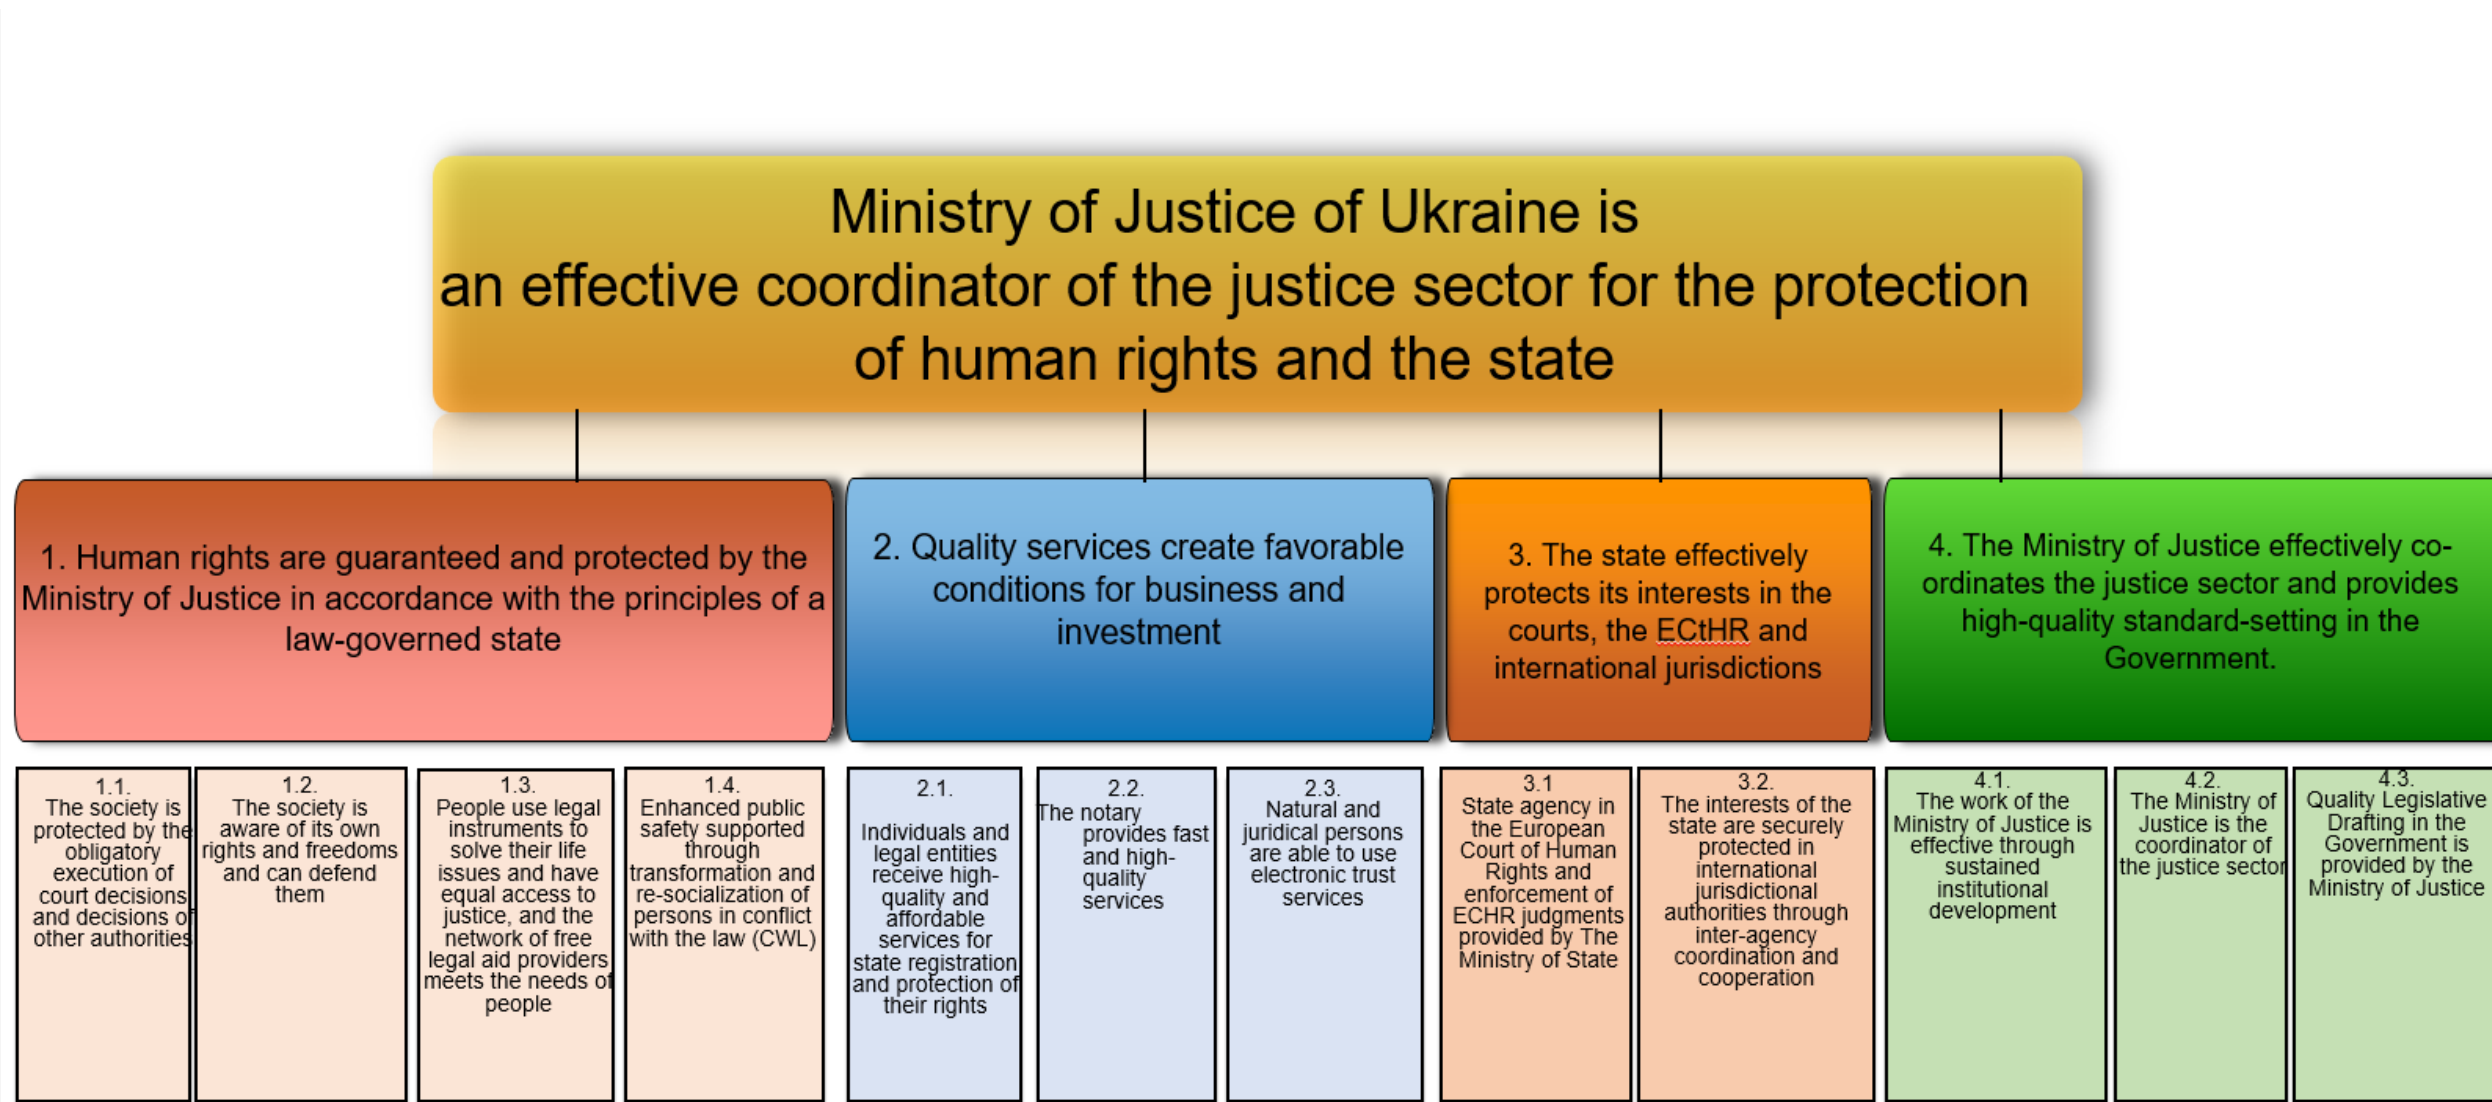 Ministry of Justice of Ukraine is
an effective coordinator of the justice sector for the protection
of human rights and the state
1. Human rights are guaranteed and protected by the
Ministry of Justice in accordance with the principles of a
law-governed state
2. Quality services create favorable
conditions for business and
investment
3. The state effectively
protects its interests in the
courts, the ECtHR and
international jurisdictions
4. The Ministry of Justice effectively co-
ordinates the justice sector and provides
high-quality standard-setting in the
Government.
1.1.
The society is
protected by the
obligatory
execution of
court decisions
and decisions of
other authorities
1.2.
The society is
aware of its own
rights and freedoms
and can defend
them
1.3.
People use legal
instruments to
solve their life
issues and have
equal access to
justice, and the
network of free
legal aid providers
meets the needs of
people
1.4.
Enhanced public
safety supported
through
transformation and
re-socialization of
persons in conflict
with the law (CWL)
2.1.
Individuals and
legal entities
receive high-
quality and
affordable
services for
state registration
and protection of
their rights
2.2.
The notary
provides fast
and high-
quality
services
2.3.
Natural and
juridical persons
are able to use
electronic trust
services
3.1
State agency in
the European
Court of Human
Rights and
enforcement of
ECHR judgments
provided by The
Ministry of State
3.2.
The interests of the
state are securely
protected in
international
jurisdictional
authorities through
inter-agency
coordination and
cooperation
4.1.
The work of the
Ministry of Justice is
effective through
sustained
institutional
development
4.2.
The Ministry of
Justice is the
coordinator of
the justice sector
4.3.
Quality Legislative
Drafting in the
Government is
provided by the
Ministry of Justice